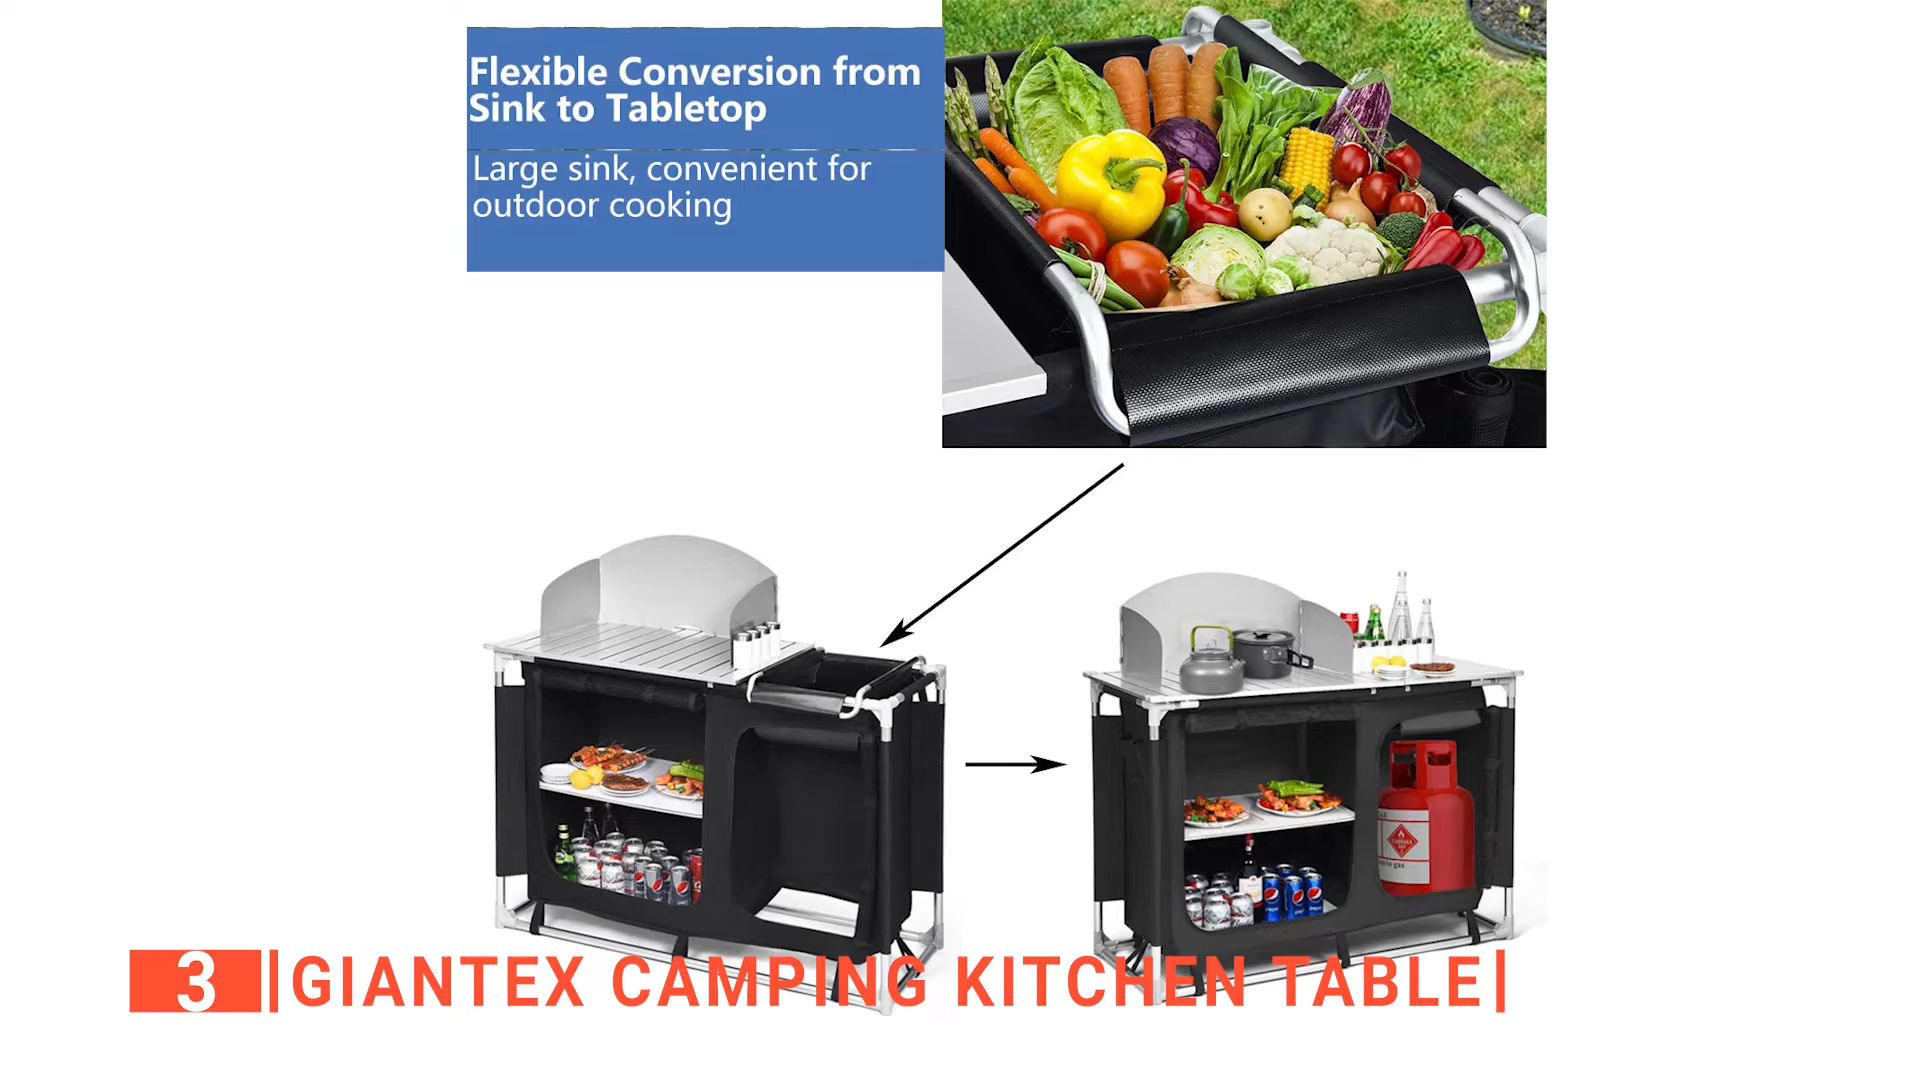 Flexible Conversion from
Sink to Tabletop
Large sink, convenient for
outdoor cooking
3 |GIANTEX CAMPING KITCHEN TABLE|